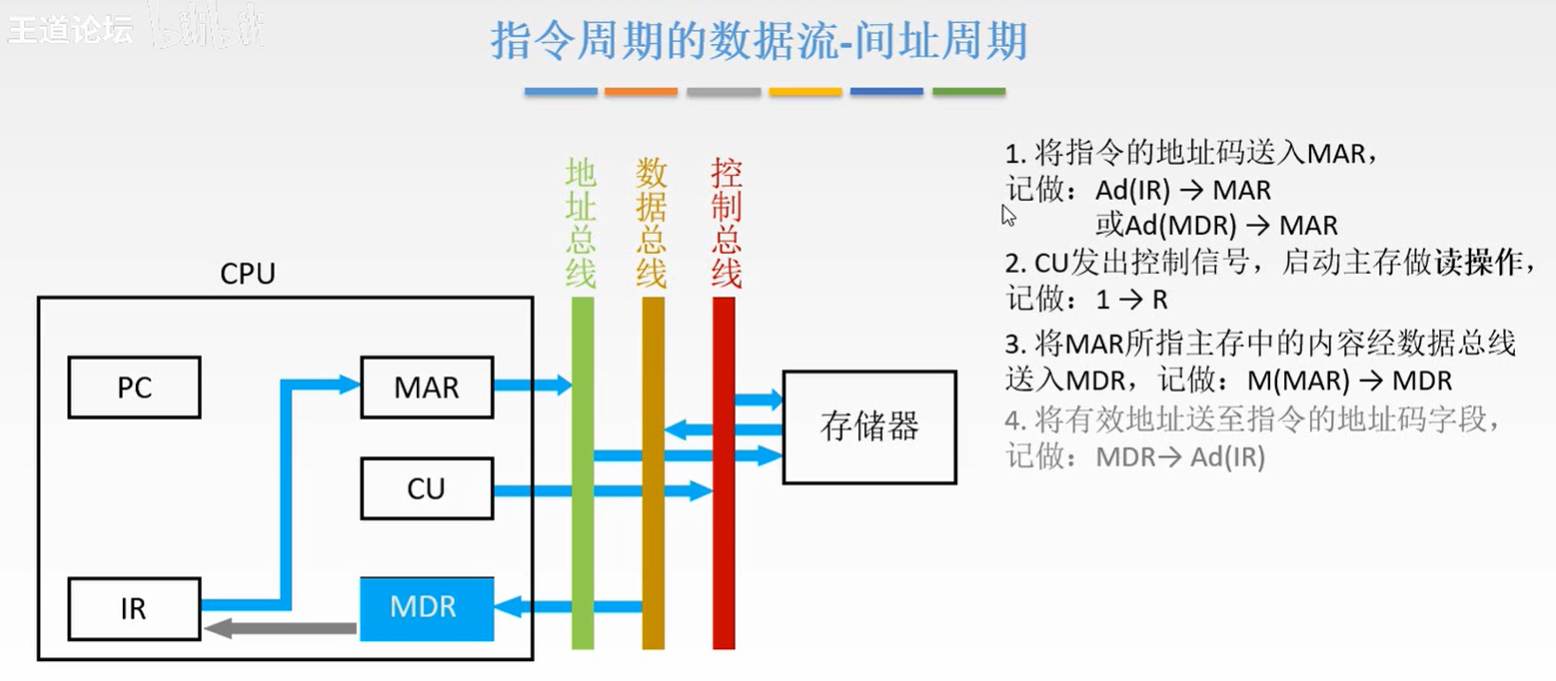 王道论坛 bilibili
指令周期的数据流-间址周期
地址总线
数据总线
控制总线
CPU
PC
MAR
CU
IR
MDR
存储器
1. 将指令的地址码送入MAR，
记做：Ad(IR) → MAR
或Ad(MDR) → MAR
2. CU发出控制信号，启动主存做读操作，
记做：1 → R
3. 将MAR所指主存中的内容经数据总线
送入MDR，记做：M(MAR) → MDR
4. 将有效地址送至指令的地址码字段，
记做：MDR→ Ad(IR)